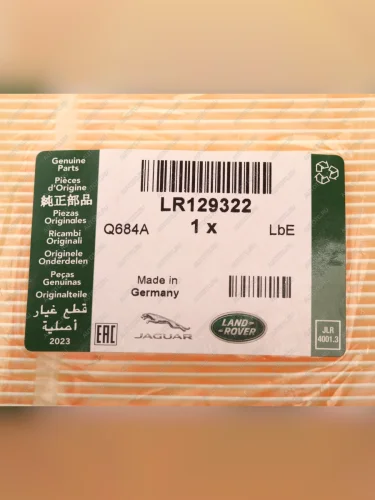 Genuine
Parts
Pièces
d'Origine
純正部品
Piezas
Originales
Ricambi
Originali
Originele
Onderdelen
Peças
Genuinas
Originalteile
قطع غيار
أصلية
2023
LR129322
Q684A
1 x
LbE
Made in
Germany
EAC
JAGUAR
LAND-
ROVER
JLR
4001.3